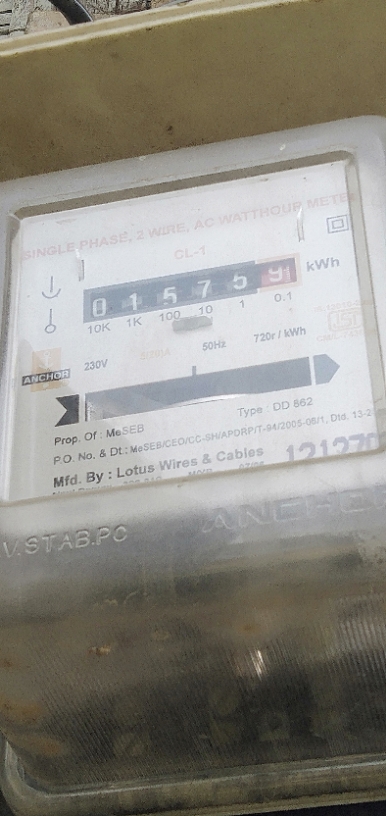 SINGLE PHASE, 2 WIRE, AC WATTHOUR METER
CL-1
0 1 5 7 5 9 kWh
10K 1K 100 10 1 0.1
ANCHOR
230V 50Hz 720r / kWh
Type : DD 862
Prop. Of : MeSEB
P.O. No. & Dt.: MeSEB/CEO/CC-SH/APDRP/T-94/2005-06/1, Dtd. 13-2
Mfd. By : Lotus Wires & Cables
V.STAB.PC
ANCHO